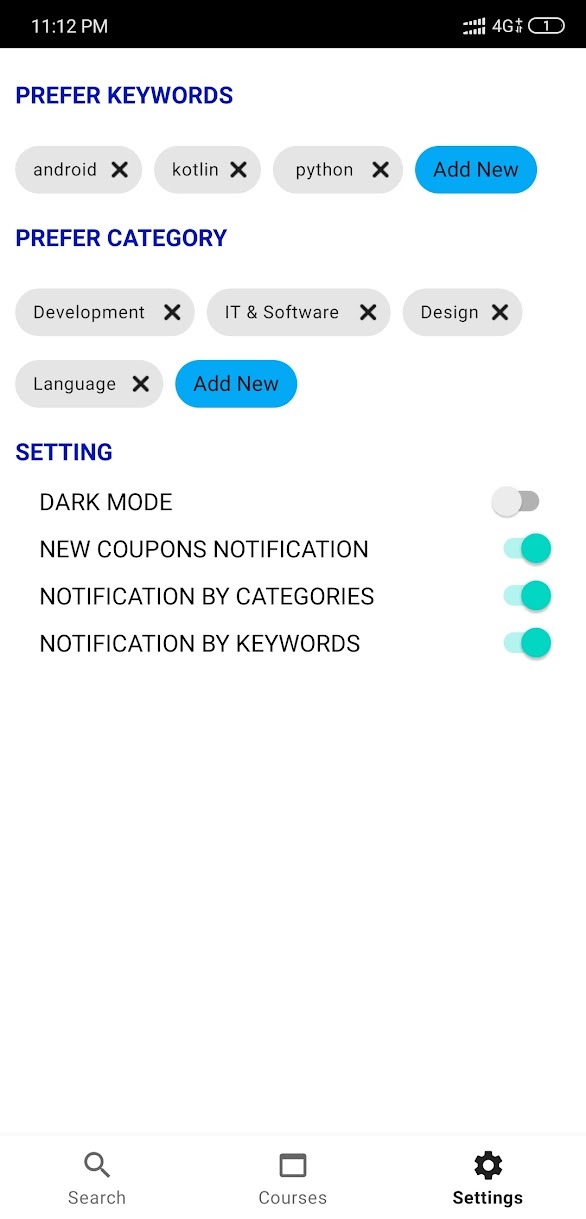 11:12 PM 4G 1
PREFER KEYWORDS
android kotlin python Add New
PREFER CATEGORY
Development IT & Software Design
Language Add New
SETTING
DARK MODE
NEW COUPONS NOTIFICATION
NOTIFICATION BY CATEGORIES
NOTIFICATION BY KEYWORDS
Search Courses Settings